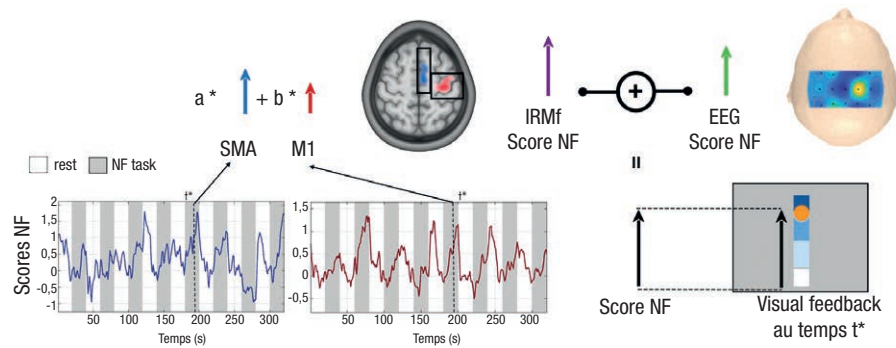 a * + b *
SMA M1
IRMf
Score NF
+
EEG
Score NF
=
rest NF task
Scores NF
2
1,5
1
0,5
0
-0,5
-1
t*
50 100 150 200 250 300
Temps (s)
1,5
1
0,5
0
-0,5
t*
50 100 150 200 250 300
Temps (s)
Score NF
Visual feedback
au temps t*